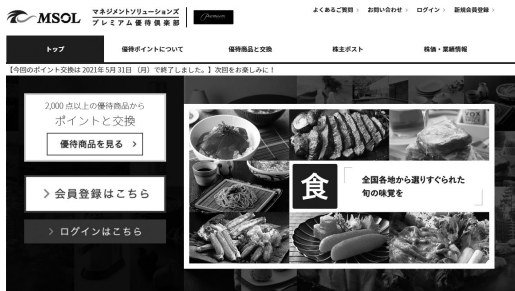 MSOL
マネジメントソリューションズ
プレミアム優待倶楽部
Premium
よくあるご質問 お問い合わせ ログイン 新規会員登録
トップ 優待ポイントについて 優待商品と交換 株主ポスト 株価・業績情報
【今回のポイント交換は 2021年 5月 31日 (月)で終了しました。】次回をお楽しみに!
2,000 点以上の優待商品から
ポイントと交換
優待商品を見る
会員登録はこちら
ログインはこちら
食
全国各地から選りすぐられた
旬の味覚を